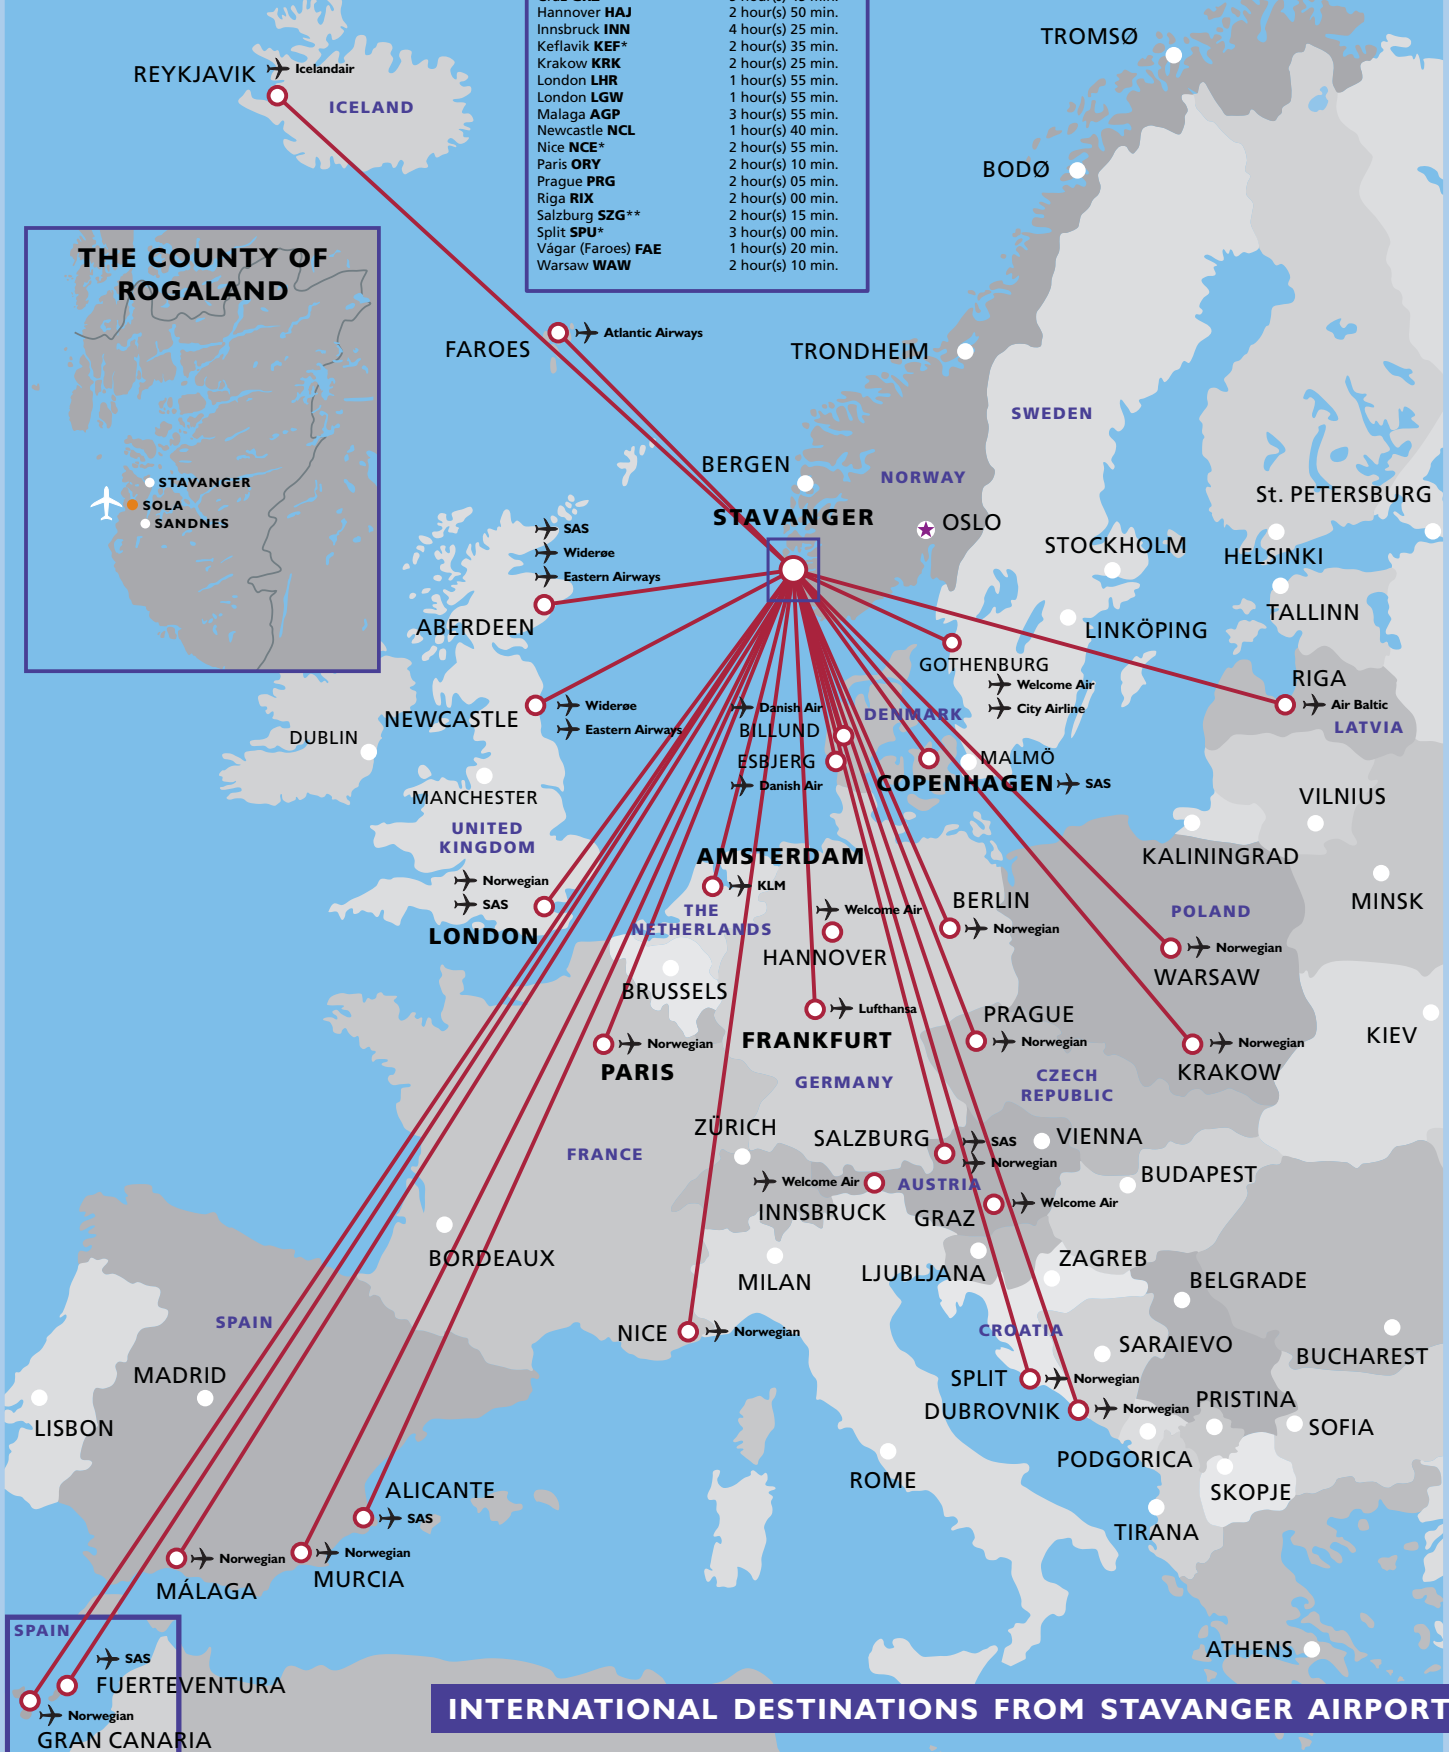 Hannover HAJ 2 hour(s) 50 min.
Innsbruck INN 4 hour(s) 25 min.
Keflavik KEF* 2 hour(s) 35 min.
Krakow KRK 2 hour(s) 25 min.
London LHR 1 hour(s) 55 min.
London LGW 1 hour(s) 55 min.
Malaga AGP 3 hour(s) 55 min.
Newcastle NCL 1 hour(s) 40 min.
Nice NCE* 2 hour(s) 55 min.
Paris ORY 2 hour(s) 10 min.
Prague PRG 2 hour(s) 05 min.
Riga RIX 2 hour(s) 00 min.
Salzburg SZG** 2 hour(s) 15 min.
Split SPU* 3 hour(s) 00 min.
Vágar (Faroes) FAE 1 hour(s) 20 min.
Warsaw WAW 2 hour(s) 10 min.
TROMSØ
REYKJAVIK
Icelandair
ICELAND
BODØ
THE COUNTY OF
ROGALAND
STAVANGER
SOLA
SANDNES
FAROES
Atlantic Airways
TRONDHEIM
SWEDEN
BERGEN
NORWAY
St. PETERSBURG
STAVANGER
OSLO
STOCKHOLM
HELSINKI
SAS
Widerøe
Eastern Airways
ABERDEEN
TALLINN
LINKÖPING
GOTHENBURG
Welcome Air
City Airline
RIGA
Air Baltic
LATVIA
NEWCASTLE
Widerøe
Eastern Airways
DUBLIN
Danish Air
BILLUND
ESBJERG
Danish Air
DENMARK
MALMÖ
COPENHAGEN
SAS
MANCHESTER
VILNIUS
UNITED
KINGDOM
KALININGRAD
AMSTERDAM
KLM
MINSK
Norwegian
SAS
LONDON
THE
NETHERLANDS
Welcome Air
HANNOVER
BERLIN
Norwegian
POLAND
Norwegian
WARSAW
BRUSSELS
Lufthansa
FRANKFURT
PRAGUE
Norwegian
KIEV
Norwegian
PARIS
Norwegian
KRAKOW
GERMANY
CZECH
REPUBLIC
ZÜRICH
SALZBURG
SAS
Norwegian
VIENNA
FRANCE
Welcome Air
INNSBRUCK
AUSTRIA
GRAZ
Welcome Air
BUDAPEST
BORDEAUX
MILAN
LJUBLJANA
ZAGREB
BELGRADE
SPAIN
NICE
Norwegian
CROATIA
SARAIEVO
BUCHAREST
MADRID
SPLIT
Norwegian
DUBROVNIK
Norwegian
PRISTINA
LISBON
SOFIA
PODGORICA
ROME
ALICANTE
SAS
SKOPJE
TIRANA
Norwegian
MÁLAGA
Norwegian
MURCIA
SPAIN
SAS
FUERTEVENTURA
Norwegian
GRAN CANARIA
ATHENS
INTERNATIONAL DESTINATIONS FROM STAVANGER AIRPORT